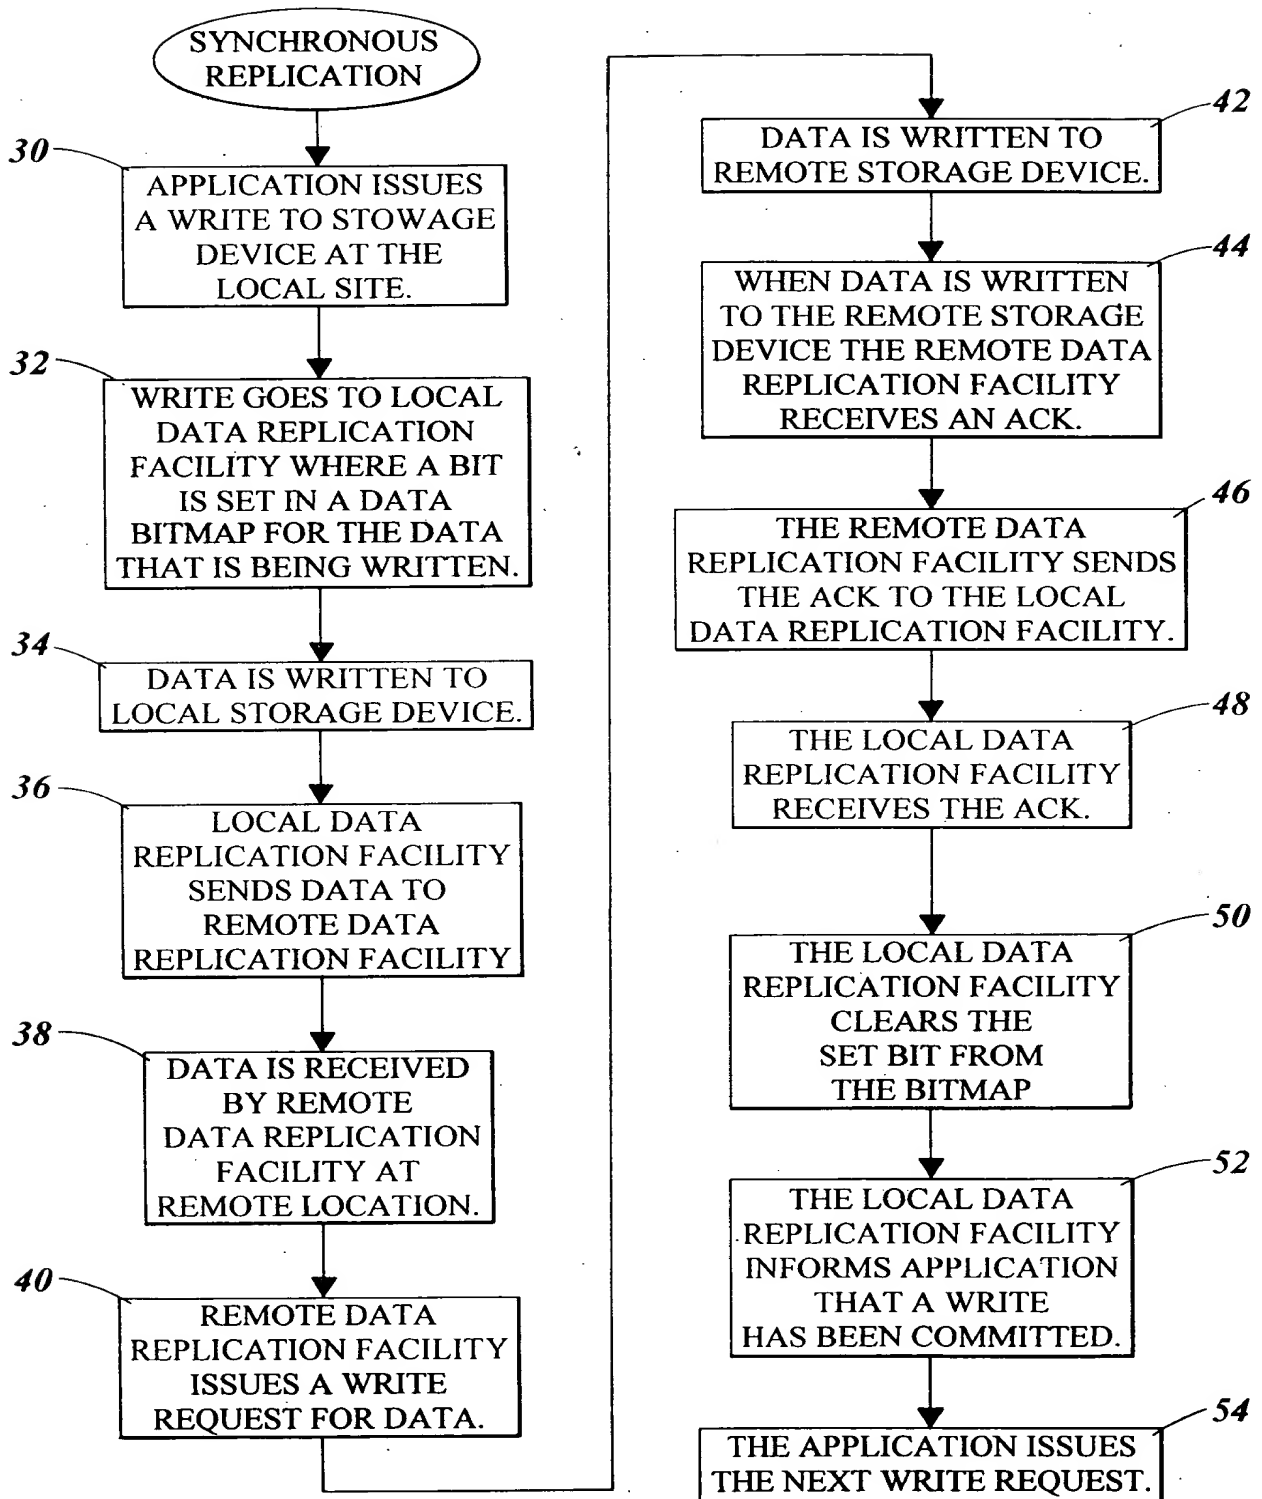 SYNCHRONOUS
REPLICATION
30
APPLICATION ISSUES
A WRITE TO STOWAGE
DEVICE AT THE
LOCAL SITE.
32
WRITE GOES TO LOCAL
DATA REPLICATION
FACILITY WHERE A BIT
IS SET IN A DATA
BITMAP FOR THE DATA
THAT IS BEING WRITTEN.
34
DATA IS WRITTEN TO
LOCAL STORAGE DEVICE.
36
LOCAL DATA
REPLICATION FACILITY
SENDS DATA TO
REMOTE DATA
REPLICATION FACILITY
38
DATA IS RECEIVED
BY REMOTE
DATA REPLICATION
FACILITY AT
REMOTE LOCATION.
40
REMOTE DATA
REPLICATION FACILITY
ISSUES A WRITE
REQUEST FOR DATA.
42
DATA IS WRITTEN TO
REMOTE STORAGE DEVICE.
44
WHEN DATA IS WRITTEN
TO THE REMOTE STORAGE
DEVICE THE REMOTE DATA
REPLICATION FACILITY
RECEIVES AN ACK.
46
THE REMOTE DATA
REPLICATION FACILITY SENDS
THE ACK TO THE LOCAL
DATA REPLICATION FACILITY.
48
THE LOCAL DATA
REPLICATION FACILITY
RECEIVES THE ACK.
50
THE LOCAL DATA
REPLICATION FACILITY
CLEARS THE
SET BIT FROM
THE BITMAP
52
THE LOCAL DATA
REPLICATION FACILITY
INFORMS APPLICATION
THAT A WRITE
HAS BEEN COMMITTED.
54
THE APPLICATION ISSUES
THE NEXT WRITE REQUEST.